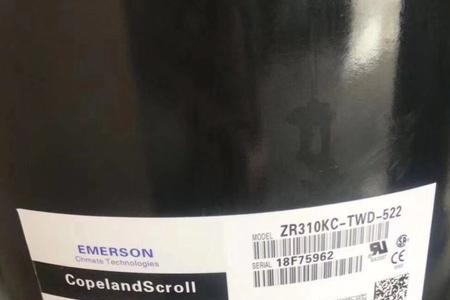 EMERSON
Climate Technologies
CopelandScroll
MODEL ZR310KC-TWD-522
SERIAL 18F75962